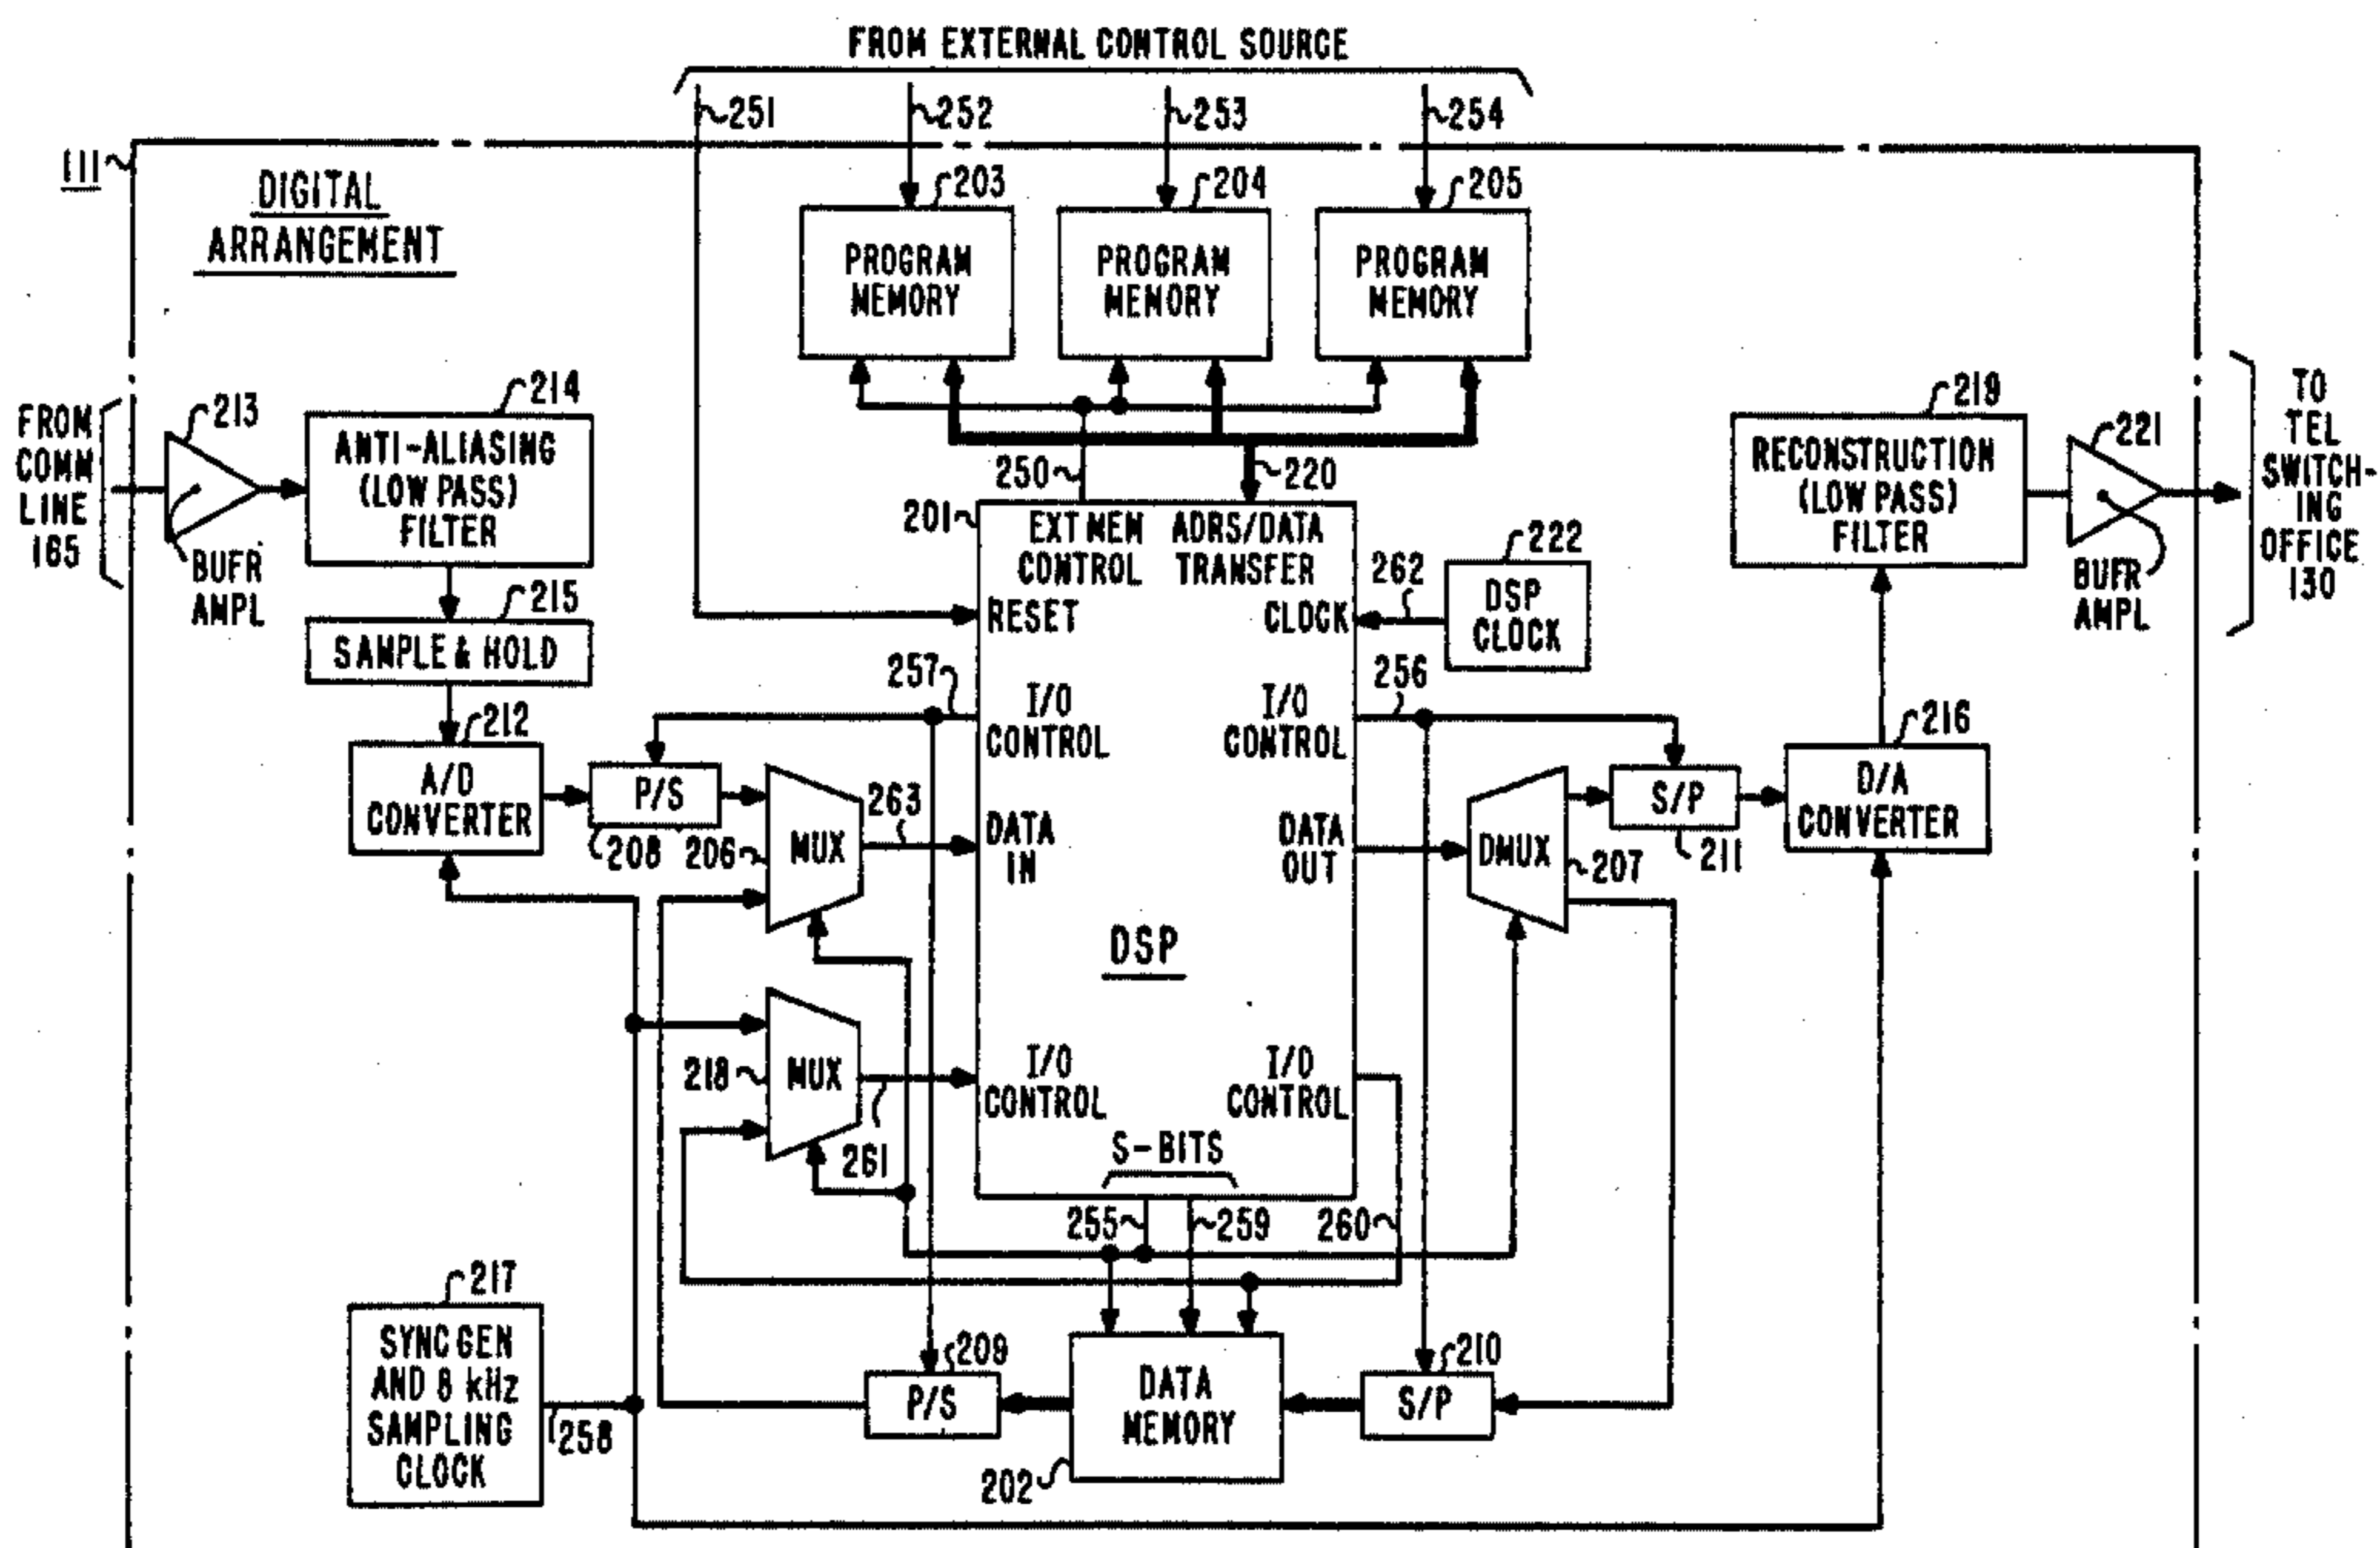 FROM EXTERNAL CONTROL SOURCE
251
252
253
254
111
DIGITAL
ARRANGEMENT
203
204
205
PROGRAM
MEMORY
PROGRAM
MEMORY
PROGRAM
MEMORY
FROM
COMM
LINE
165
213
BUFR
AMPL
214
ANTI-ALIASING
(LOW PASS)
FILTER
215
SAMPLE & HOLD
212
A/D
CONVERTER
P/S
208
206
MUX
263
218
MUX
261
217
SYNC GEN
AND 8 kHz
SAMPLING
CLOCK
258
250
220
201
EXT MEM
CONTROL
ADRS/DATA
TRANSFER
RESET
CLOCK
262
222
DSP
CLOCK
257
I/O
CONTROL
I/O
CONTROL
256
DATA
IN
DATA
OUT
DSP
I/O
CONTROL
I/O
CONTROL
S-BITS
255
259
260
DMUX
207
S/P
211
216
D/A
CONVERTER
219
RECONSTRUCTION
(LOW PASS)
FILTER
221
BUFR
AMPL
TO
TEL
SWITCH-
ING
OFFICE
130
209
P/S
DATA
MEMORY
202
210
S/P